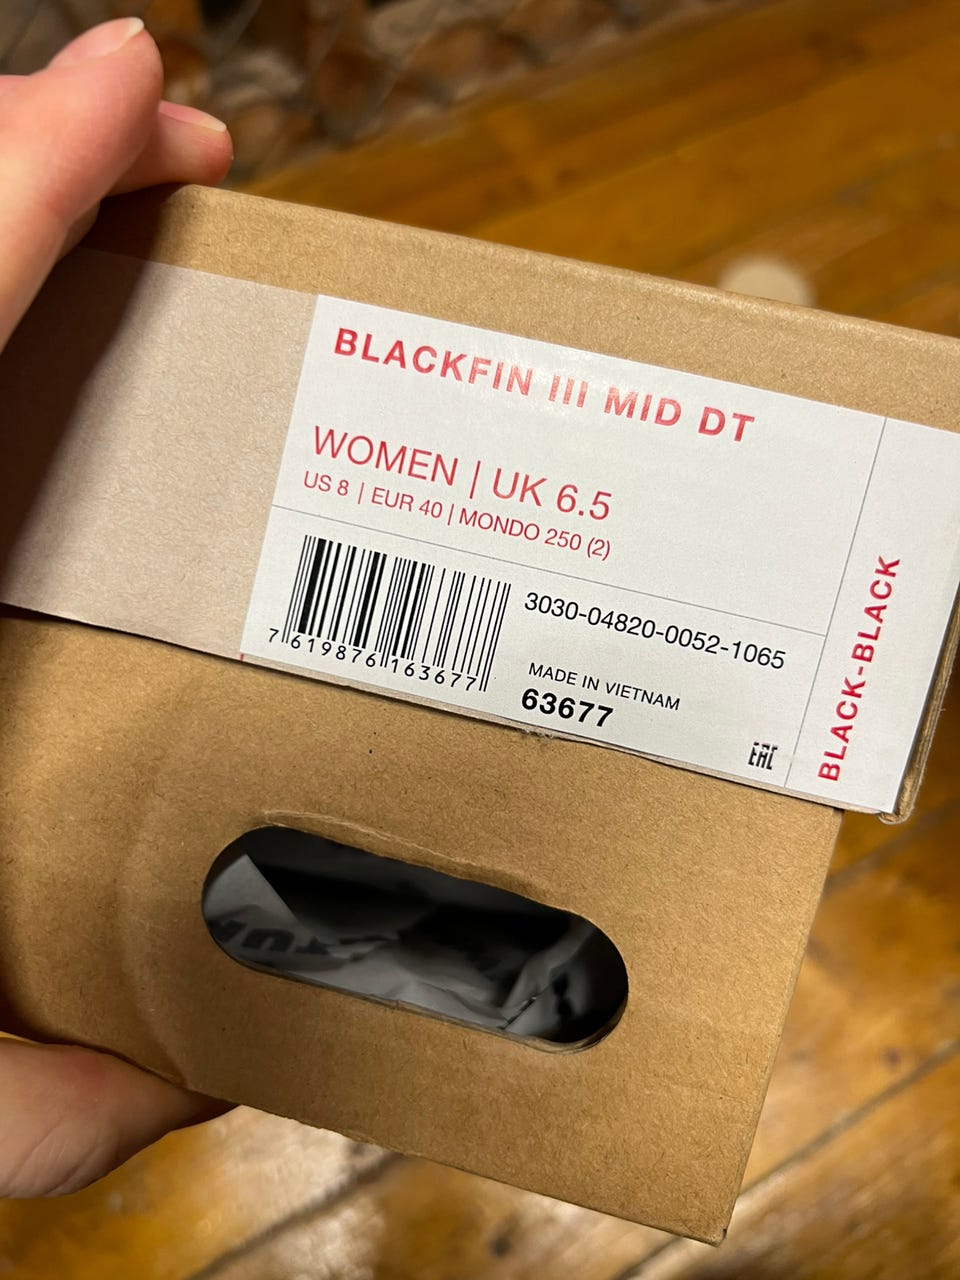 BLACKFIN III MID DT
WOMEN | UK 6.5
US 8 | EUR 40 | MONDO 250 (2)
7 619876 163677
3030-04820-0052-1065
MADE IN VIETNAM
63677
EAC
BLACK-BLACK